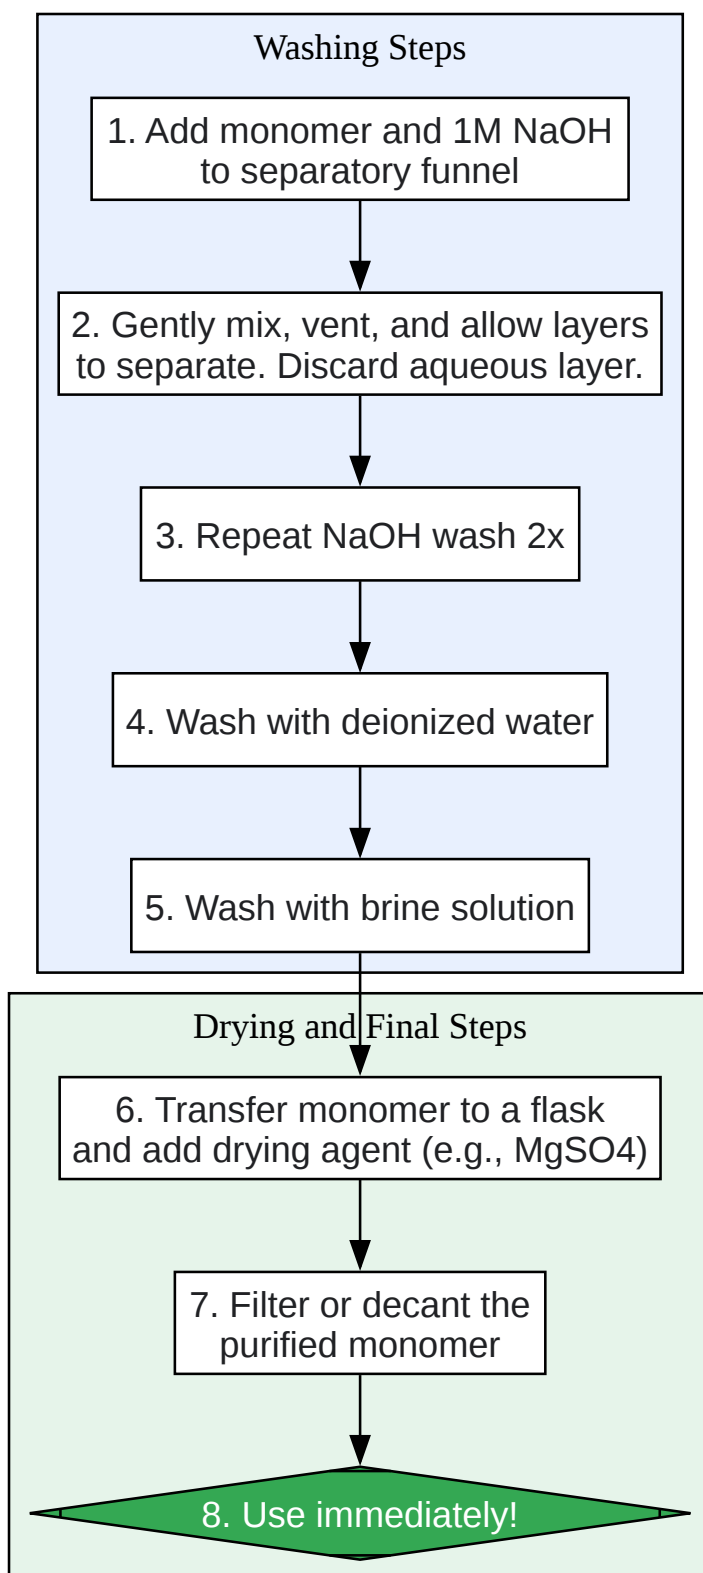 Washing Steps
1. Add monomer and 1M NaOH
to separatory funnel
2. Gently mix, vent, and allow layers
to separate. Discard aqueous layer.
3. Repeat NaOH wash 2x
4. Wash with deionized water
5. Wash with brine solution
Drying and Final Steps
6. Transfer monomer to a flask
and add drying agent (e.g., MgSO4)
7. Filter or decant the
purified monomer
8. Use immediately!